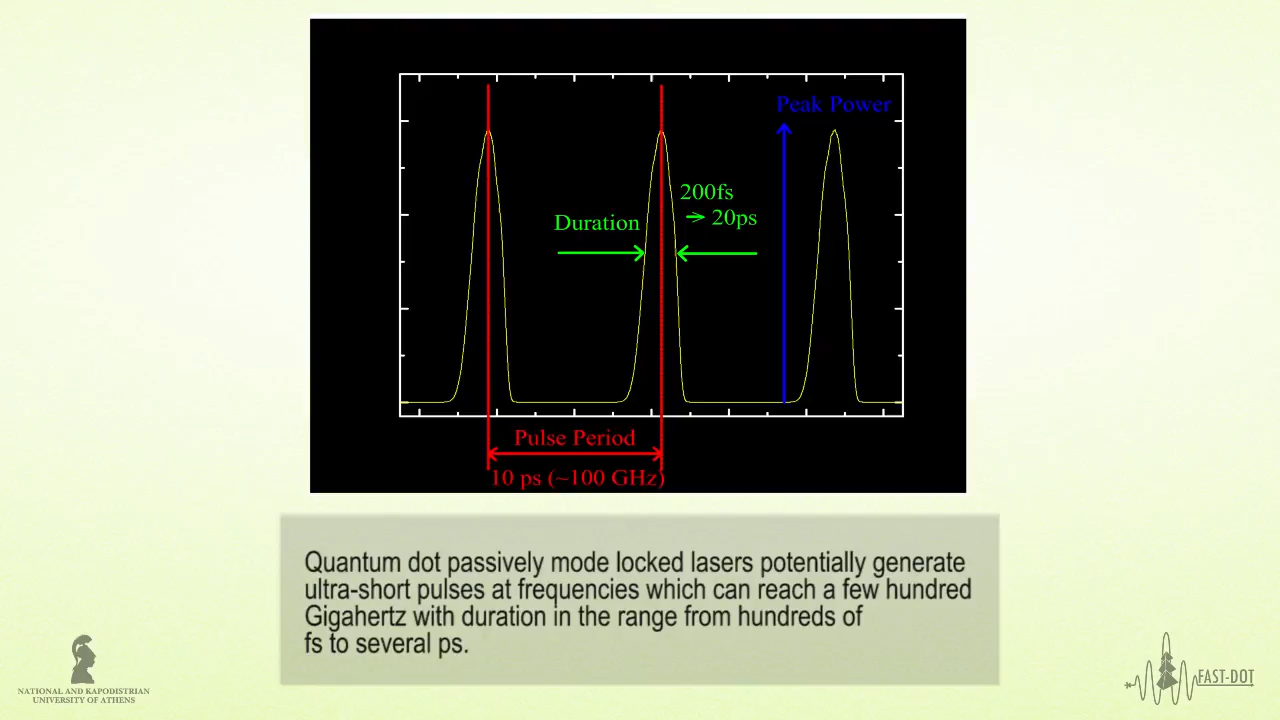 Peak Power
200fs
→ 20ps
Duration
Pulse Period
10 ps (~100 GHz)
Quantum dot passively mode locked lasers potentially generate
ultra-short pulses at frequencies which can reach a few hundred
Gigahertz with duration in the range from hundreds of
fs to several ps.
NATIONAL AND KAPODISTRIAN
UNIVERSITY OF ATHENS
FAST-DOT